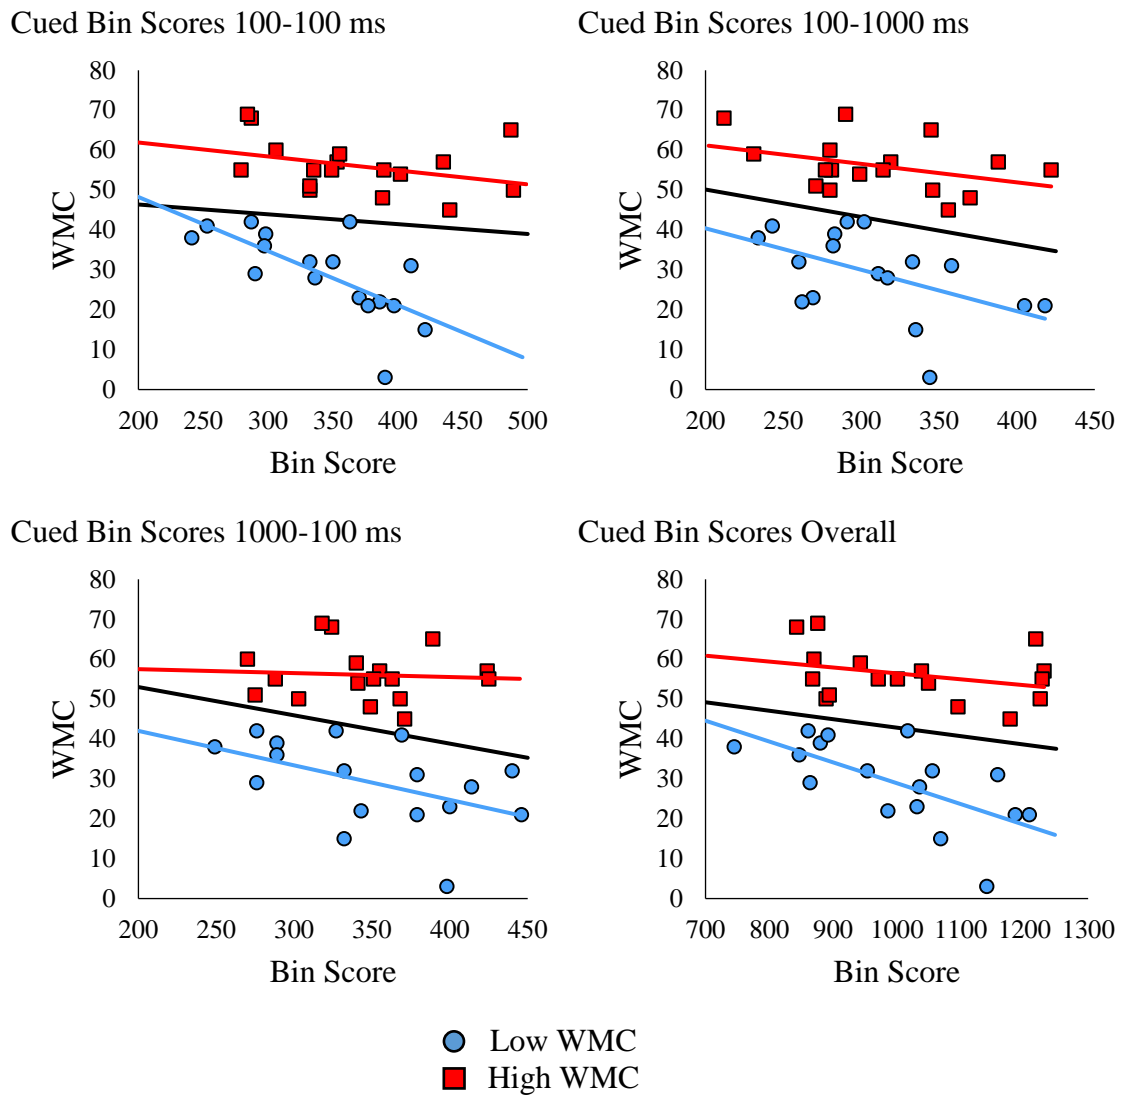 Cued Bin Scores 100-100 ms
80
70
60
50
40
30
20
10
0
WMC
200 250 300 350 400 450 500
Bin Score
Cued Bin Scores 100-1000 ms
80
70
60
50
40
30
20
10
0
WMC
200 250 300 350 400 450
Bin Score
Cued Bin Scores 1000-100 ms
80
70
60
50
40
30
20
10
0
WMC
200 250 300 350 400 450
Bin Score
Cued Bin Scores Overall
80
70
60
50
40
30
20
10
0
WMC
700 800 900 1000 1100 1200 1300
Bin Score
Low WMC
High WMC